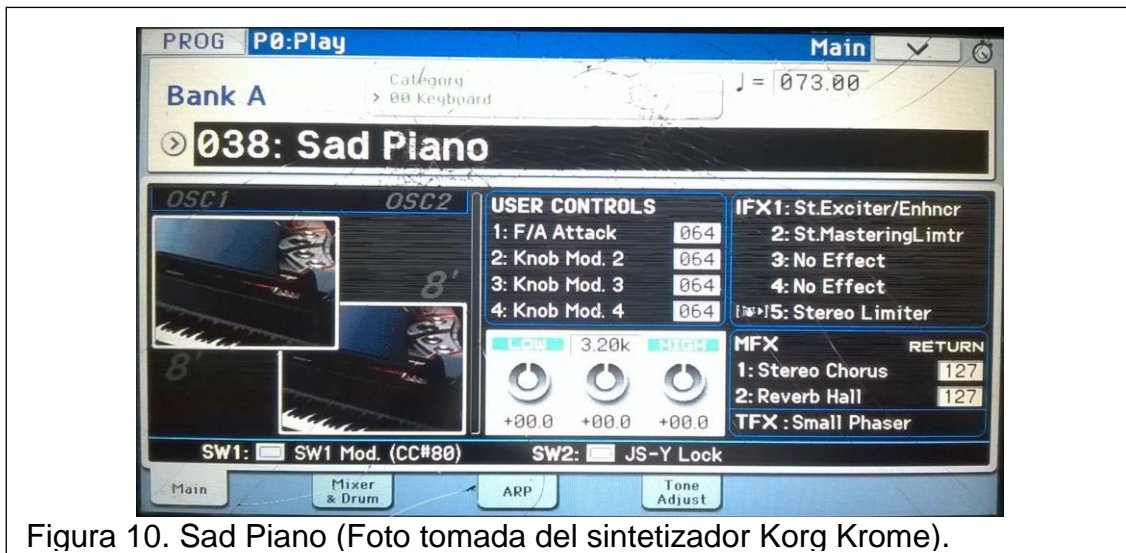 PROG P0:Play Main
Bank A
Category
> 00 Keyboard
♩= 073.00
038: Sad Piano
OSC1 OSC2
8'
8'
USER CONTROLS
1: F/A Attack 064
2: Knob Mod. 2 064
3: Knob Mod. 3 064
4: Knob Mod. 4 064
LOW 3.20k HIGH
+00.0 +00.0 +00.0
IFX1: St.Exciter/Enhncr
2: St.MasteringLimtr
3: No Effect
4: No Effect
5: Stereo Limiter
MFX RETURN
1: Stereo Chorus 127
2: Reverb Hall 127
TFX : Small Phaser
SW1: SW1 Mod. (CC#80) SW2: JS-Y Lock
Main
Mixer
& Drum
ARP
Tone
Adjust
Figura 10. Sad Piano (Foto tomada del sintetizador Korg Krome).